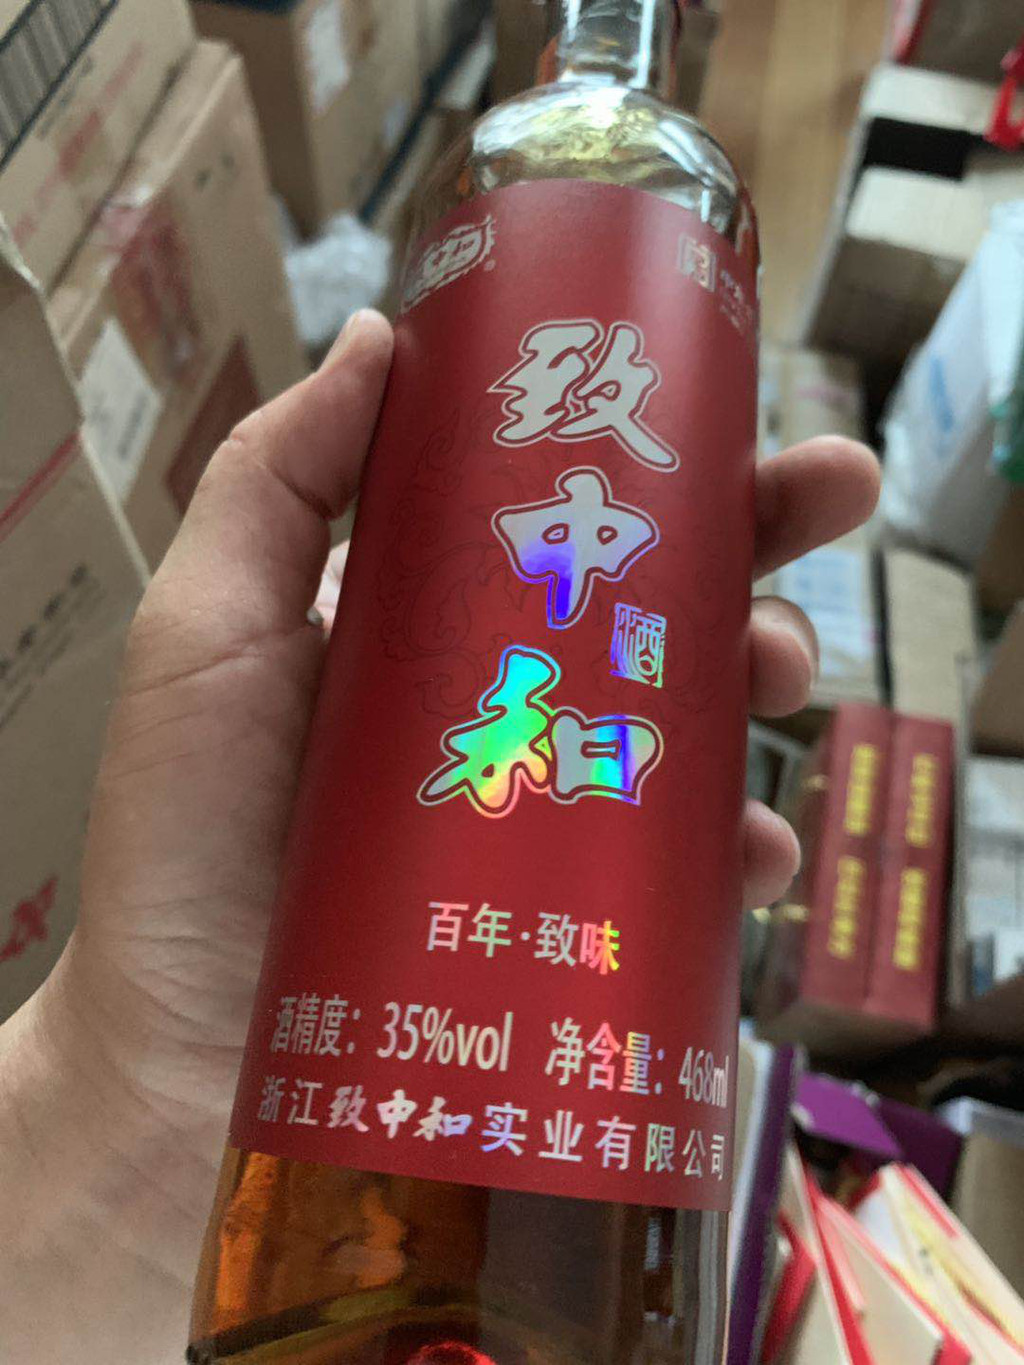 致中和
酒
百年·致味
酒精度：35%vol 净含量：468ml
浙江致中和实业有限公司